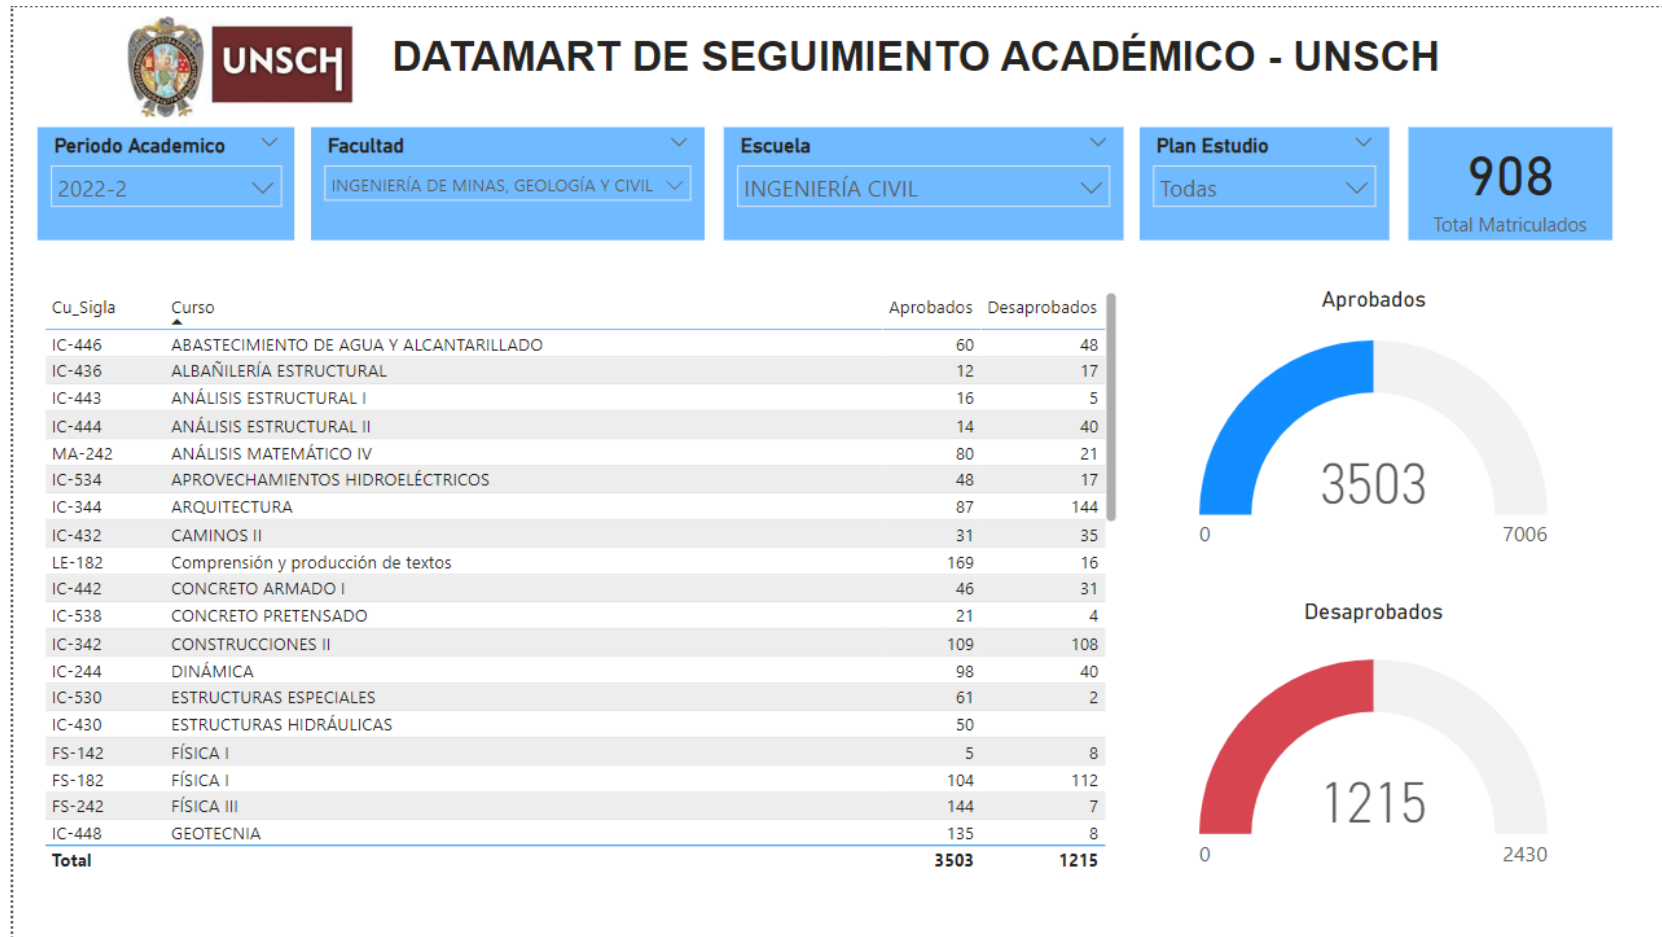 UNSCH
DATAMART DE SEGUIMIENTO ACADÉMICO - UNSCH
Periodo Academico
2022-2
Facultad
INGENIERÍA DE MINAS, GEOLOGÍA Y CIVIL
Escuela
INGENIERÍA CIVIL
Plan Estudio
Todas
908
Total Matriculados
Cu_Sigla Curso Aprobados Desaprobados
IC-446 ABASTECIMIENTO DE AGUA Y ALCANTARILLADO 60 48
IC-436 ALBAÑILERÍA ESTRUCTURAL 12 17
IC-443 ANÁLISIS ESTRUCTURAL I 16 5
IC-444 ANÁLISIS ESTRUCTURAL II 14 40
MA-242 ANÁLISIS MATEMÁTICO IV 80 21
IC-534 APROVECHAMIENTOS HIDROELÉCTRICOS 48 17
IC-344 ARQUITECTURA 87 144
IC-432 CAMINOS II 31 35
LE-182 Comprensión y producción de textos 169 16
IC-442 CONCRETO ARMADO I 46 31
IC-538 CONCRETO PRETENSADO 21 4
IC-342 CONSTRUCCIONES II 109 108
IC-244 DINÁMICA 98 40
IC-530 ESTRUCTURAS ESPECIALES 61 2
IC-430 ESTRUCTURAS HIDRÁULICAS 50
FS-142 FÍSICA I 5 8
FS-182 FÍSICA I 104 112
FS-242 FÍSICA III 144 7
IC-448 GEOTECNIA 135 8
Total 3503 1215
Aprobados
3503
0 7006
Desaprobados
1215
0 2430